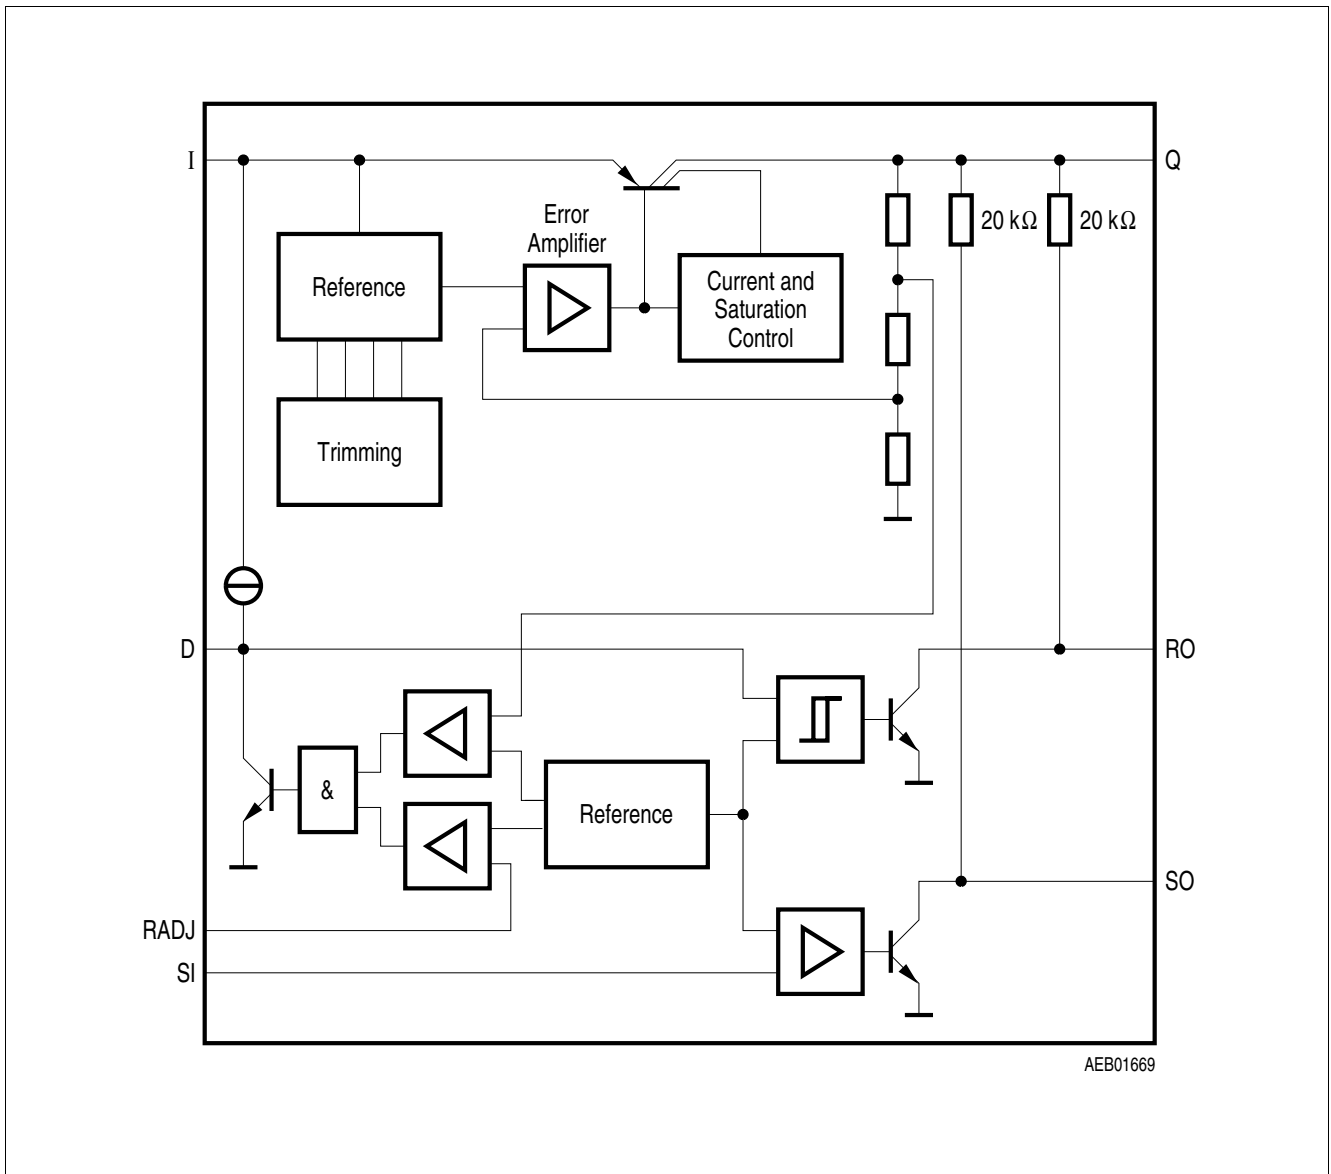 I
Q
Error
Amplifier
20 kΩ
20 kΩ
Reference
Current and
Saturation
Control
Trimming
D
RO
&
Reference
SO
RADJ
SI
AEB01669